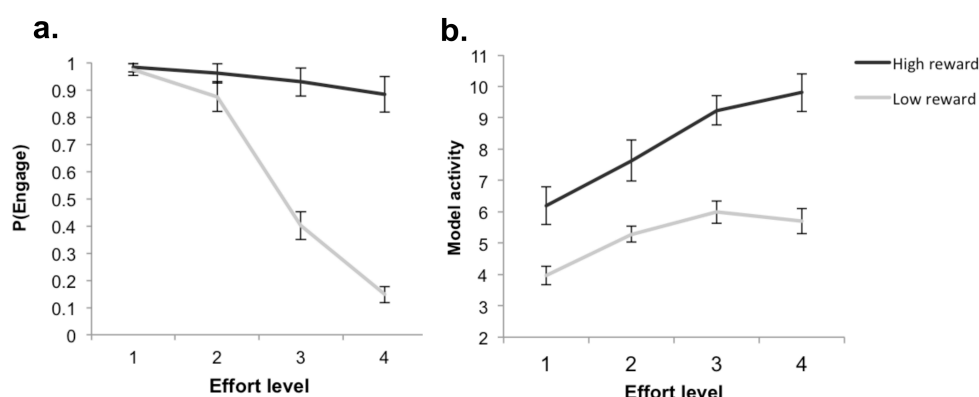 a.
P(Engage)
1
0.9
0.8
0.7
0.6
0.5
0.4
0.3
0.2
0.1
0
1 2 3 4
Effort level
b.
Model activity
11
10
9
8
7
6
5
4
3
2
1 2 3 4
Effort level
High reward
Low reward